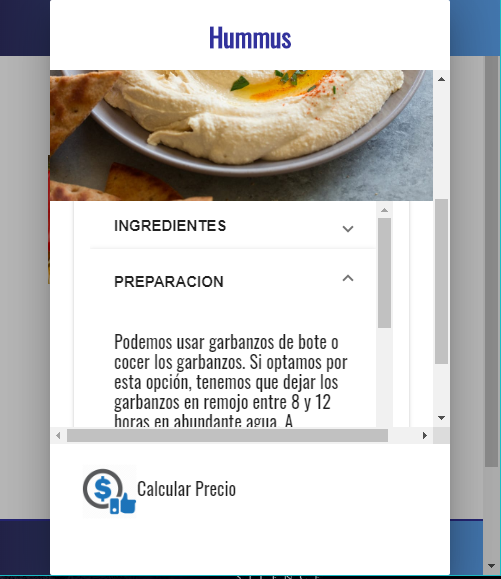 Hummus
INGREDIENTES
PREPARACION
Podemos usar garbanzos de bote o
cocer los garbanzos. Si optamos por
esta opción, tenemos que dejar los
garbanzos en remojo entre 8 y 12
horas en abundante agua. A
Calcular Precio